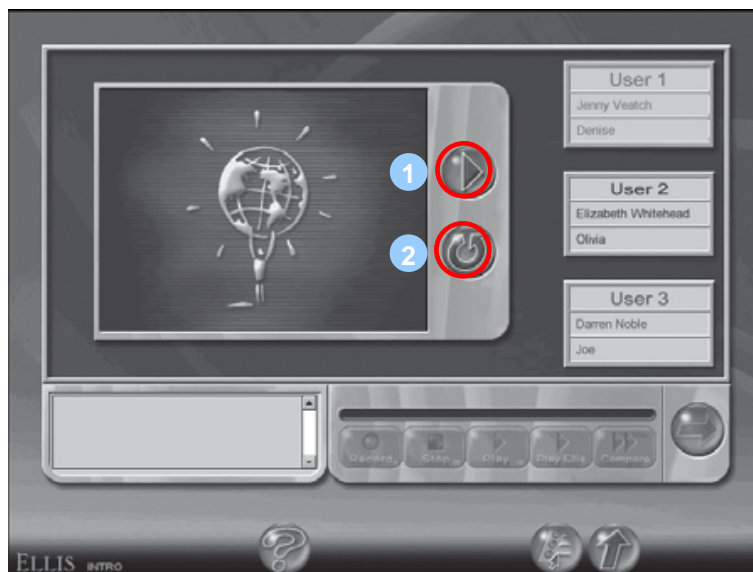 User 1
Jenny Veatch
Denise
1
User 2
Elizabeth Whitehead
Olivia
2
User 3
Darren Noble
Joe
Record
Stop
Play
Play Ellis
Compare
ELLIS INTRO